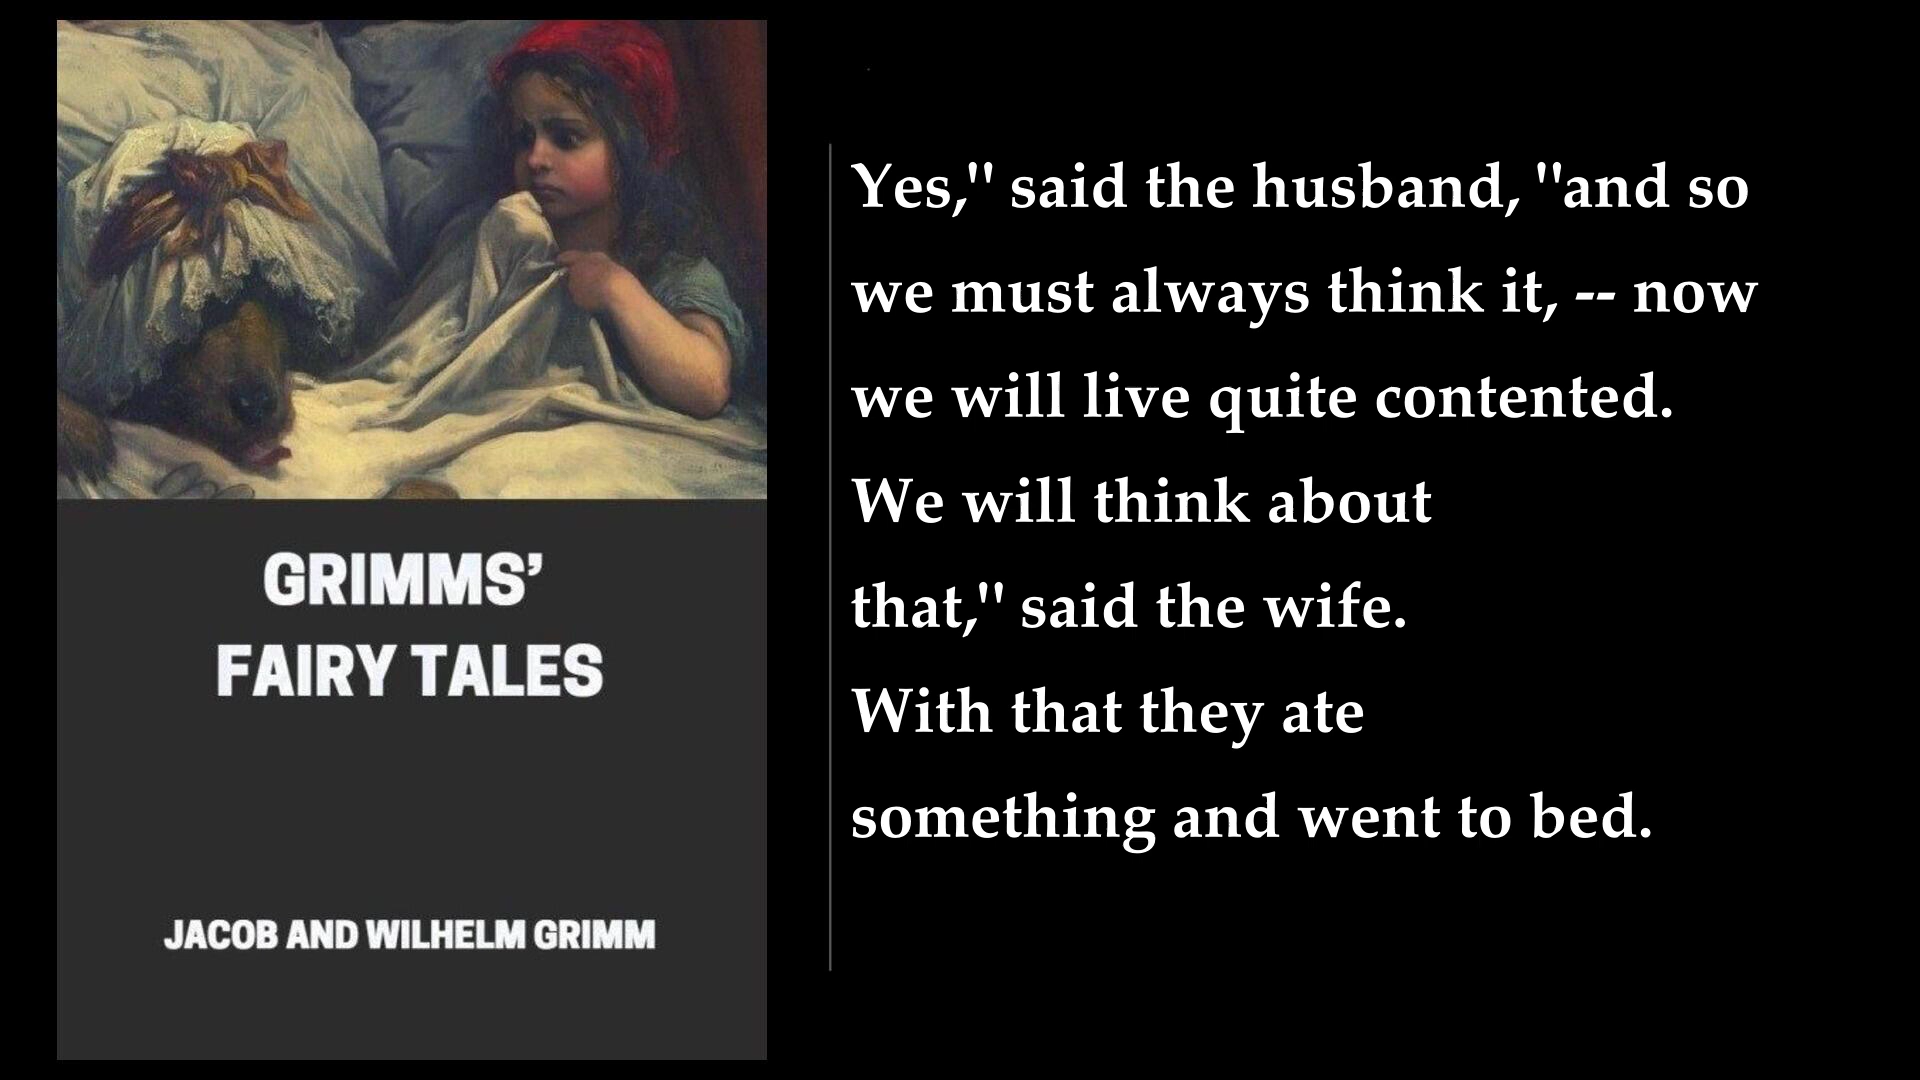 GRIMMS’
FAIRY TALES
JACOB AND WILHELM GRIMM
Yes," said the husband, "and so
we must always think it, -- now
we will live quite contented.
We will think about
that," said the wife.
With that they ate
something and went to bed.